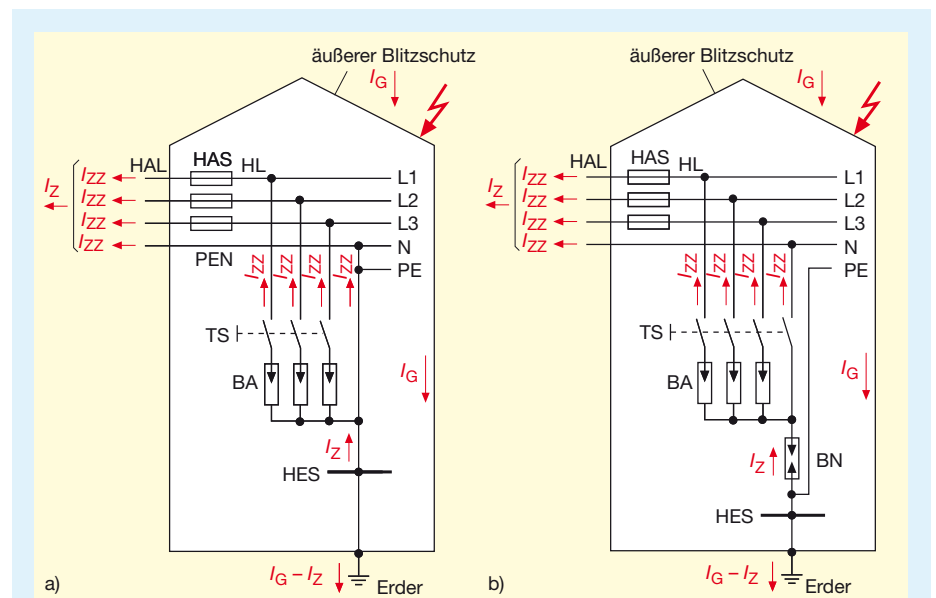 äußerer Blitzschutz
IG
HAL HAS HL
IZ
IZZ L1
IZZ L2
IZZ L3
IZZ N
PEN PE
IZZ IZZ IZZ IZZ
TS
BA
IG
IZ
HES
IG – IZ
Erder
a)
äußerer Blitzschutz
IG
HAL HAS HL
IZ
IZZ L1
IZZ L2
IZZ L3
IZZ N
PE
IZZ IZZ IZZ IZZ
TS
BA
IG
IZ BN
HES
IG – IZ
Erder
b)